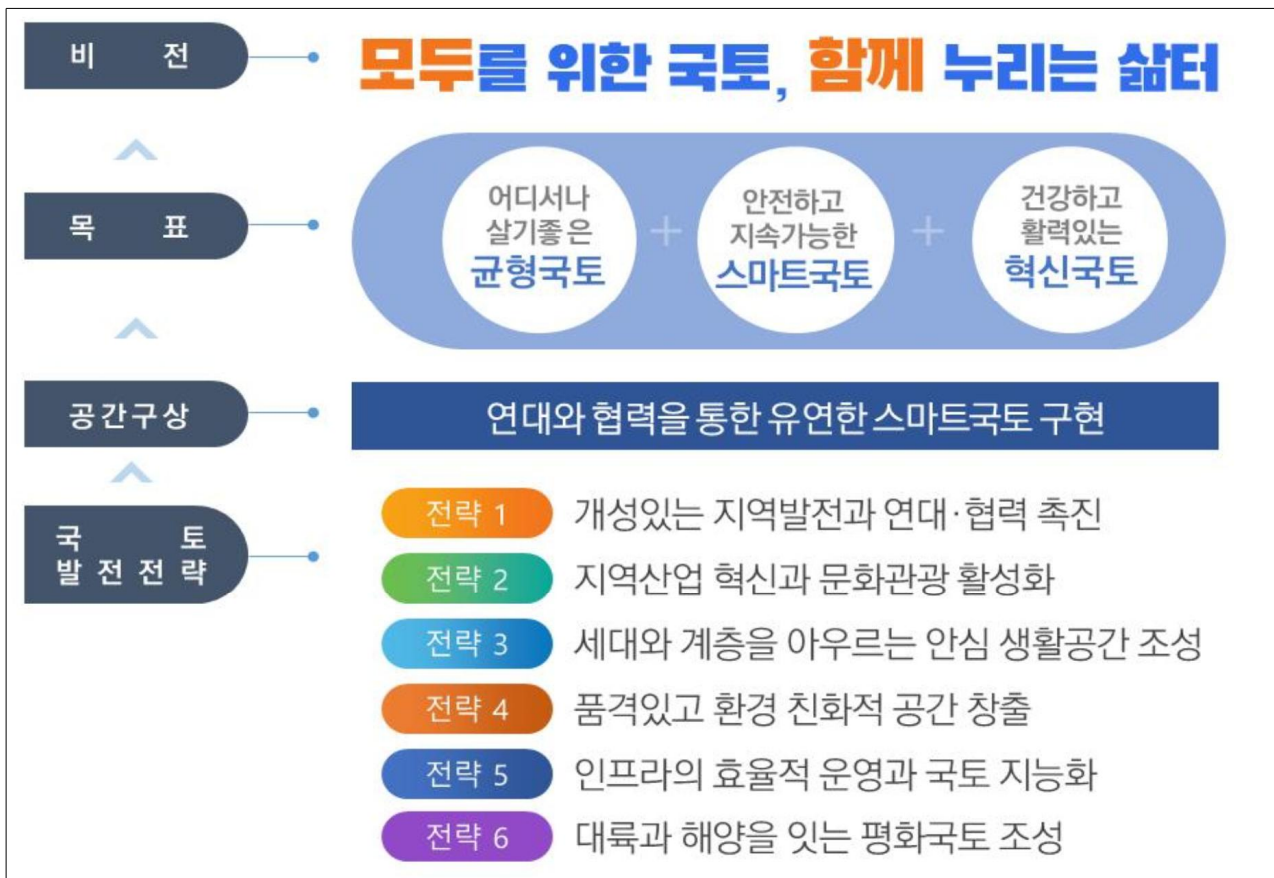 비 전
모두를 위한 국토, 함께 누리는 삶터
목 표
어디서나
살기좋은
균형국토
+
안전하고
지속가능한
스마트국토
+
건강하고
활력있는
혁신국토
공간구상
연대와 협력을 통한 유연한 스마트국토 구현
국 토
발 전 전 략
전략 1 개성있는 지역발전과 연대·협력 촉진
전략 2 지역산업 혁신과 문화관광 활성화
전략 3 세대와 계층을 아우르는 안심 생활공간 조성
전략 4 품격있고 환경 친화적 공간 창출
전략 5 인프라의 효율적 운영과 국토 지능화
전략 6 대륙과 해양을 잇는 평화국토 조성